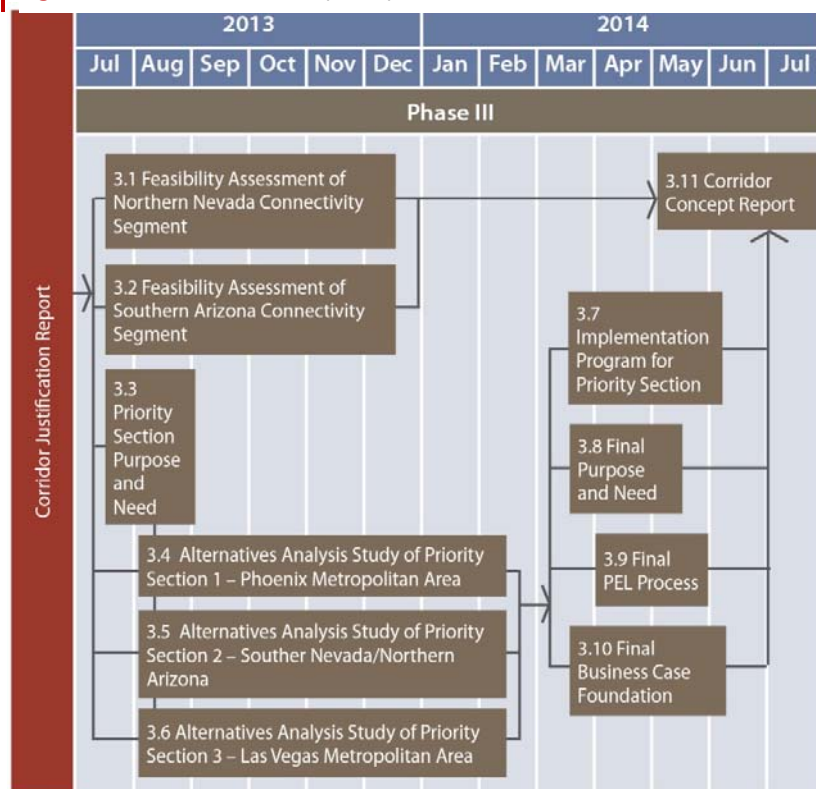 2013
2014
Jul Aug Sep Oct Nov Dec Jan Feb Mar Apr May Jun Jul
Phase III
Corridor Justification Report
3.1 Feasibility Assessment of
Northern Nevada Connectivity
Segment
3.2 Feasibility Assessment of
Southern Arizona Connectivity
Segment
3.3
Priority
Section
Purpose
and
Need
3.4 Alternatives Analysis Study of Priority
Section 1 – Phoenix Metropolitan Area
3.5 Alternatives Analysis Study of Priority
Section 2 – Souther Nevada/Northern
Arizona
3.6 Alternatives Analysis Study of Priority
Section 3 – Las Vegas Metropolitan Area
3.7
Implementation
Program for
Priority Section
3.8 Final
Purpose
and Need
3.9 Final
PEL Process
3.10 Final
Business Case
Foundation
3.11 Corridor
Concept Report